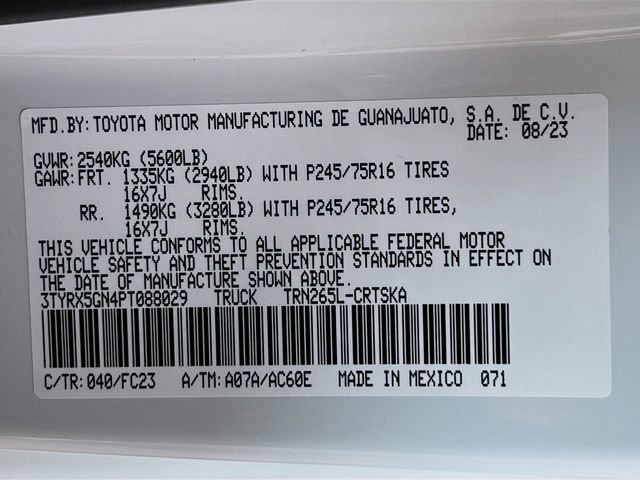 MFD.BY:TOYOTA MOTOR MANUFACTURING DE GUANAJUATO, S.A. DE C.V.
DATE: 08/23
GVWR:2540KG (5600LB)
GAWR:FRT. 1335KG (2940LB) WITH P245/75R16 TIRES
16X7J RIMS.
RR. 1490KG (3280LB) WITH P245/75R16 TIRES,
16X7J RIMS.
THIS VEHICLE CONFORMS TO ALL APPLICABLE FEDERAL MOTOR
VEHICLE SAFETY AND THEFT PREVENTION STANDARDS IN EFFECT ON
THE DATE OF MANUFACTURE SHOWN ABOVE.
3TYRX5GN4PT088029 TRUCK TRN265L-CRTSKA
C/TR:040/FC23 A/TM:A07A/AC60E MADE IN MEXICO 071